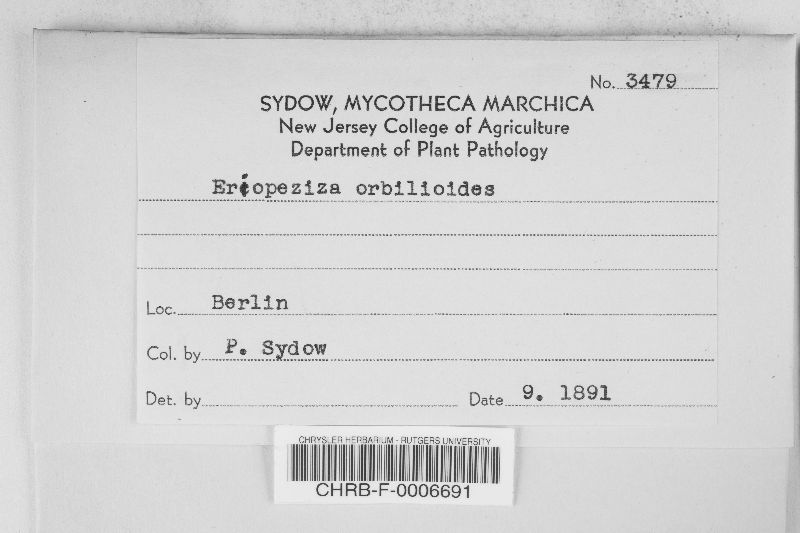 No. 3479
SYDOW, MYCOTHECA MARCHICA
New Jersey College of Agriculture
Department of Plant Pathology
Eriopeziza orbilioides
Loc. Berlin
Col. by P. Sydow
Det. by Date 9. 1891
CHRYSLER HERBARIUM - RUTGERS UNIVERSITY
CHRB-F-0006691